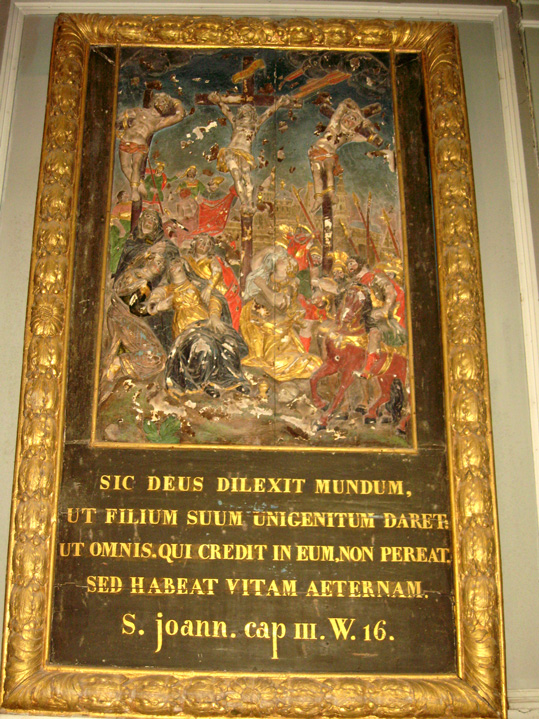 SIC DEUS DILEXIT MUNDUM,
UT FILIUM SUUM UNIGENITUM DARET
UT OMNIS.QUI CREDIT IN EUM,NON PEREAT
SED HABEAT VITAM AETERNAM.
S. joann. cap III. W. 16.